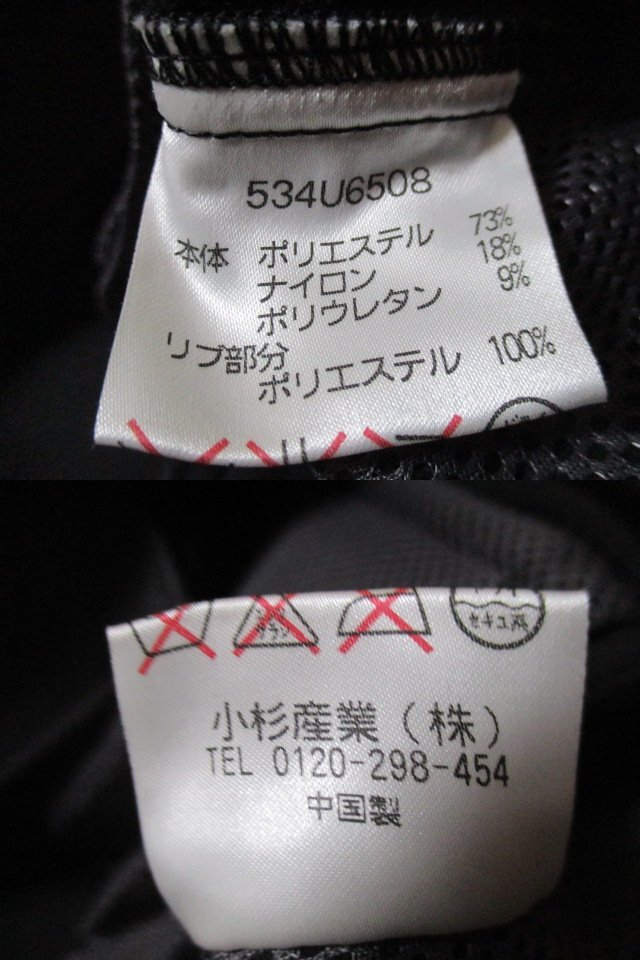 534U6508
本体 ポリエステル 73%
ナイロン 18%
ポリウレタン 9%
リブ部分
ポリエステル 100%
セキユ系
小杉産業(株)
TEL 0120-298-454
中国製